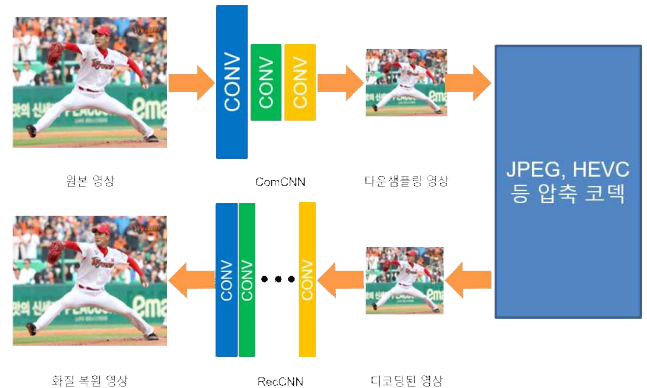 CONV
CONV
CONV
원본 영상
ComCNN
다운샘플링 영상
JPEG, HEVC
등 압축 코덱
CONV
CONV
CONV
화질 복원 영상
RecCNN
디코딩된 영상